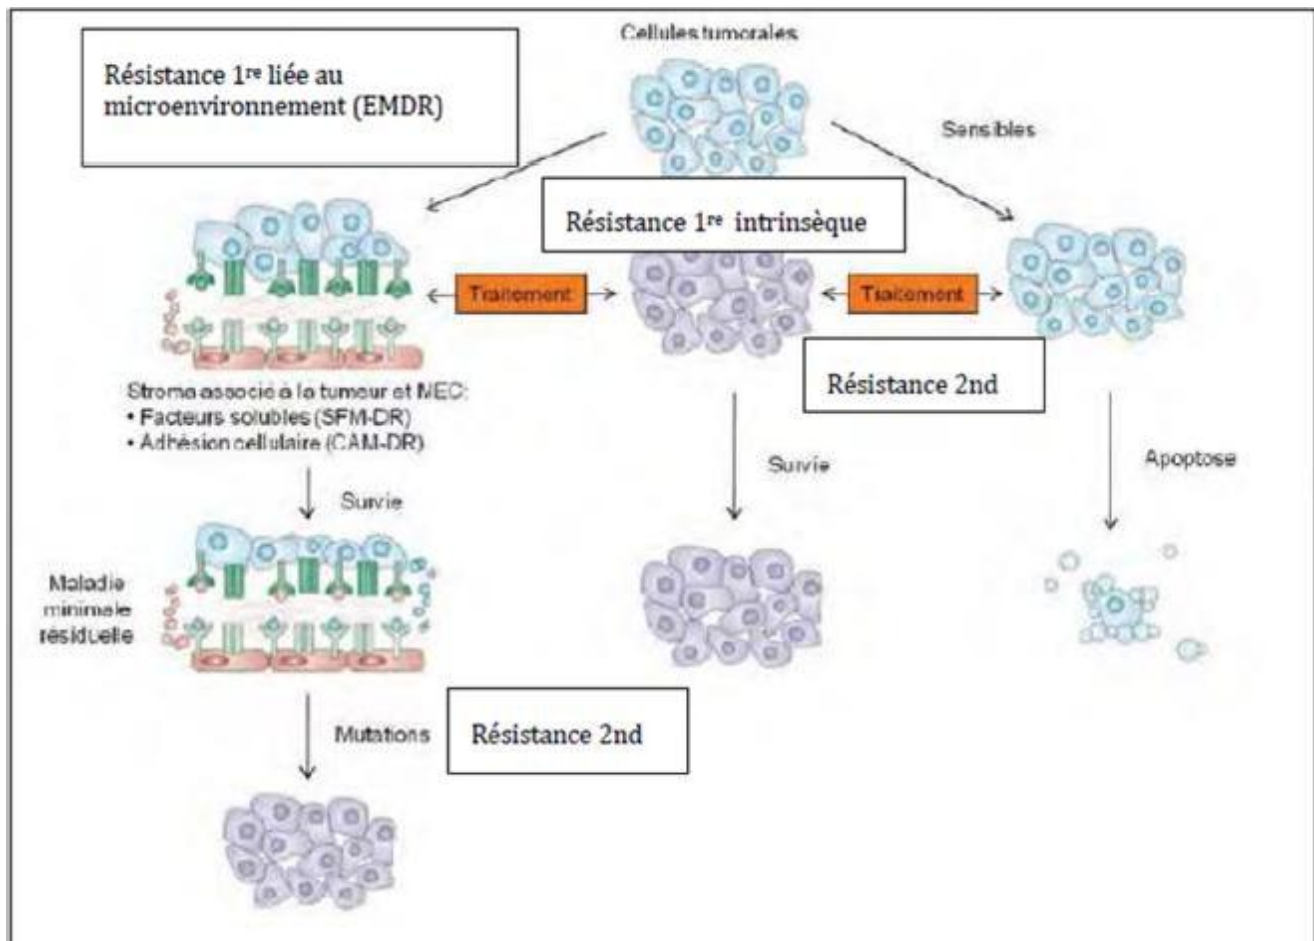 Cellules tumorales
Résistance 1re liée au
microenvironnement (EMDR)
Sensibles
Résistance 1re intrinsèque
Traitement
Traitement
Résistance 2nd
Stroma associé à la tumeur et MEC:
• Facteurs solubles (SFM-DR)
• Adhésion cellulaire (CAM-DR)
Survie
Survie
Apoptose
Maladie
minimale
résiduelle
Mutations
Résistance 2nd